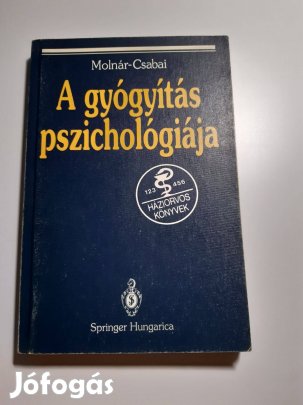 Molnár-Csabai
A gyógyítás
pszichológiája
123 456
HÁZIORVOS
KÖNYVEK
Springer Hungarica
Jófogás